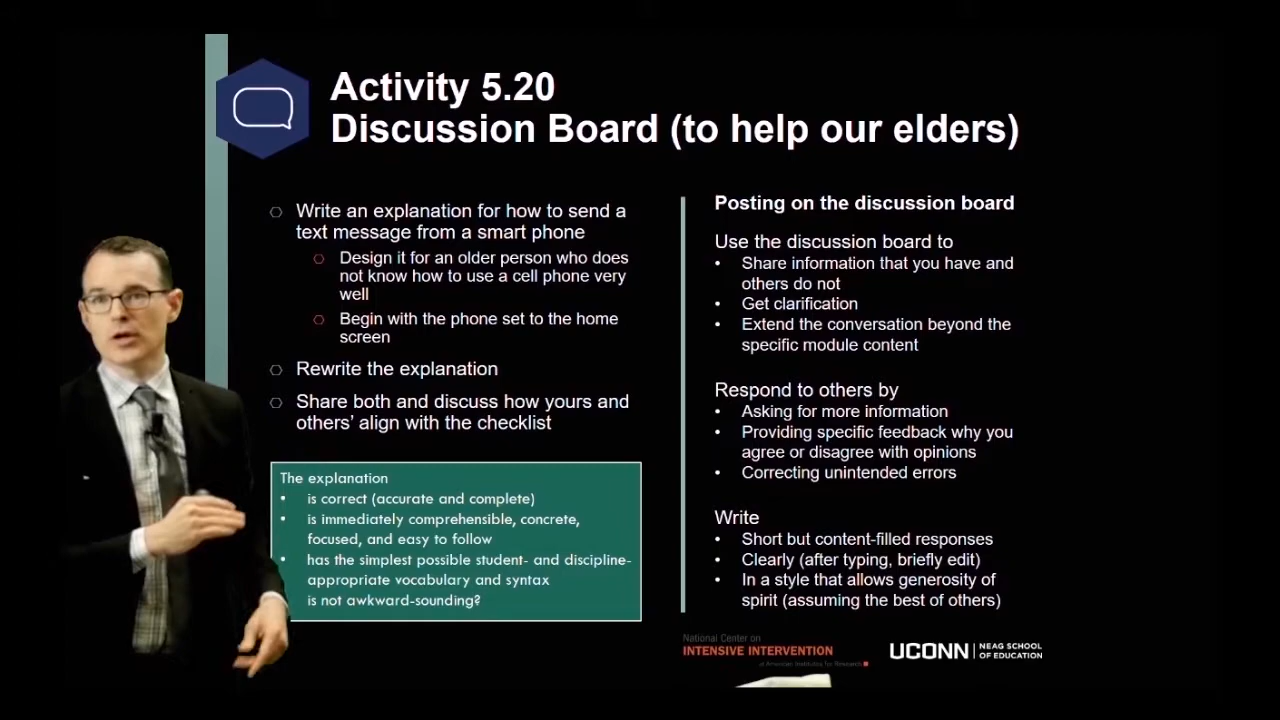 Activity 5.20
Discussion Board (to help our elders)
Write an explanation for how to send a
text message from a smart phone
Design it for an older person who does
not know how to use a cell phone very
well
Begin with the phone set to the home
screen
Rewrite the explanation
Share both and discuss how yours and
others’ align with the checklist
The explanation
• is correct (accurate and complete)
• is immediately comprehensible, concrete,
focused, and easy to follow
• has the simplest possible student- and discipline-
appropriate vocabulary and syntax
is not awkward-sounding?
Posting on the discussion board
Use the discussion board to
• Share information that you have and
others do not
• Get clarification
• Extend the conversation beyond the
specific module content
Respond to others by
• Asking for more information
• Providing specific feedback why you
agree or disagree with opinions
• Correcting unintended errors
Write
• Short but content-filled responses
• Clearly (after typing, briefly edit)
• In a style that allows generosity of
spirit (assuming the best of others)
National Center on
INTENSIVE INTERVENTION
at American Institutes for Research
UCONN | NEAG SCHOOL
OF EDUCATION